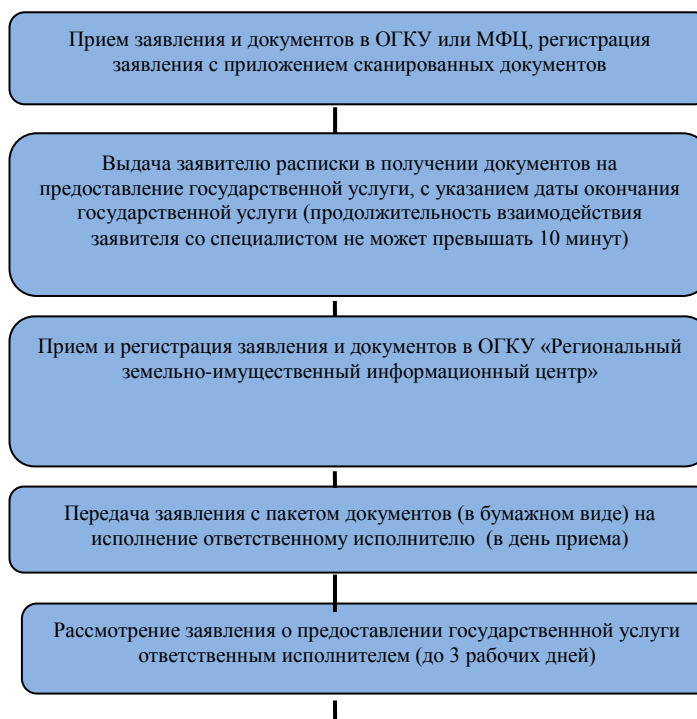 Прием заявления и документов в ОГКУ или МФЦ, регистрация
заявления с приложением сканированных документов
Выдача заявителю расписки в получении документов на
предоставление государственной услуги, с указанием даты окончания
государственной услуги (продолжительность взаимодействия
заявителя со специалистом не может превышать 10 минут)
Прием и регистрация заявления и документов в ОГКУ «Региональный
земельно-имущественный информационный центр»
Передача заявления с пакетом документов (в бумажном виде) на
исполнение ответственному исполнителю (в день приема)
Рассмотрение заявления о предоставлении государственнной услуги
ответственным исполнителем (до 3 рабочих дней)